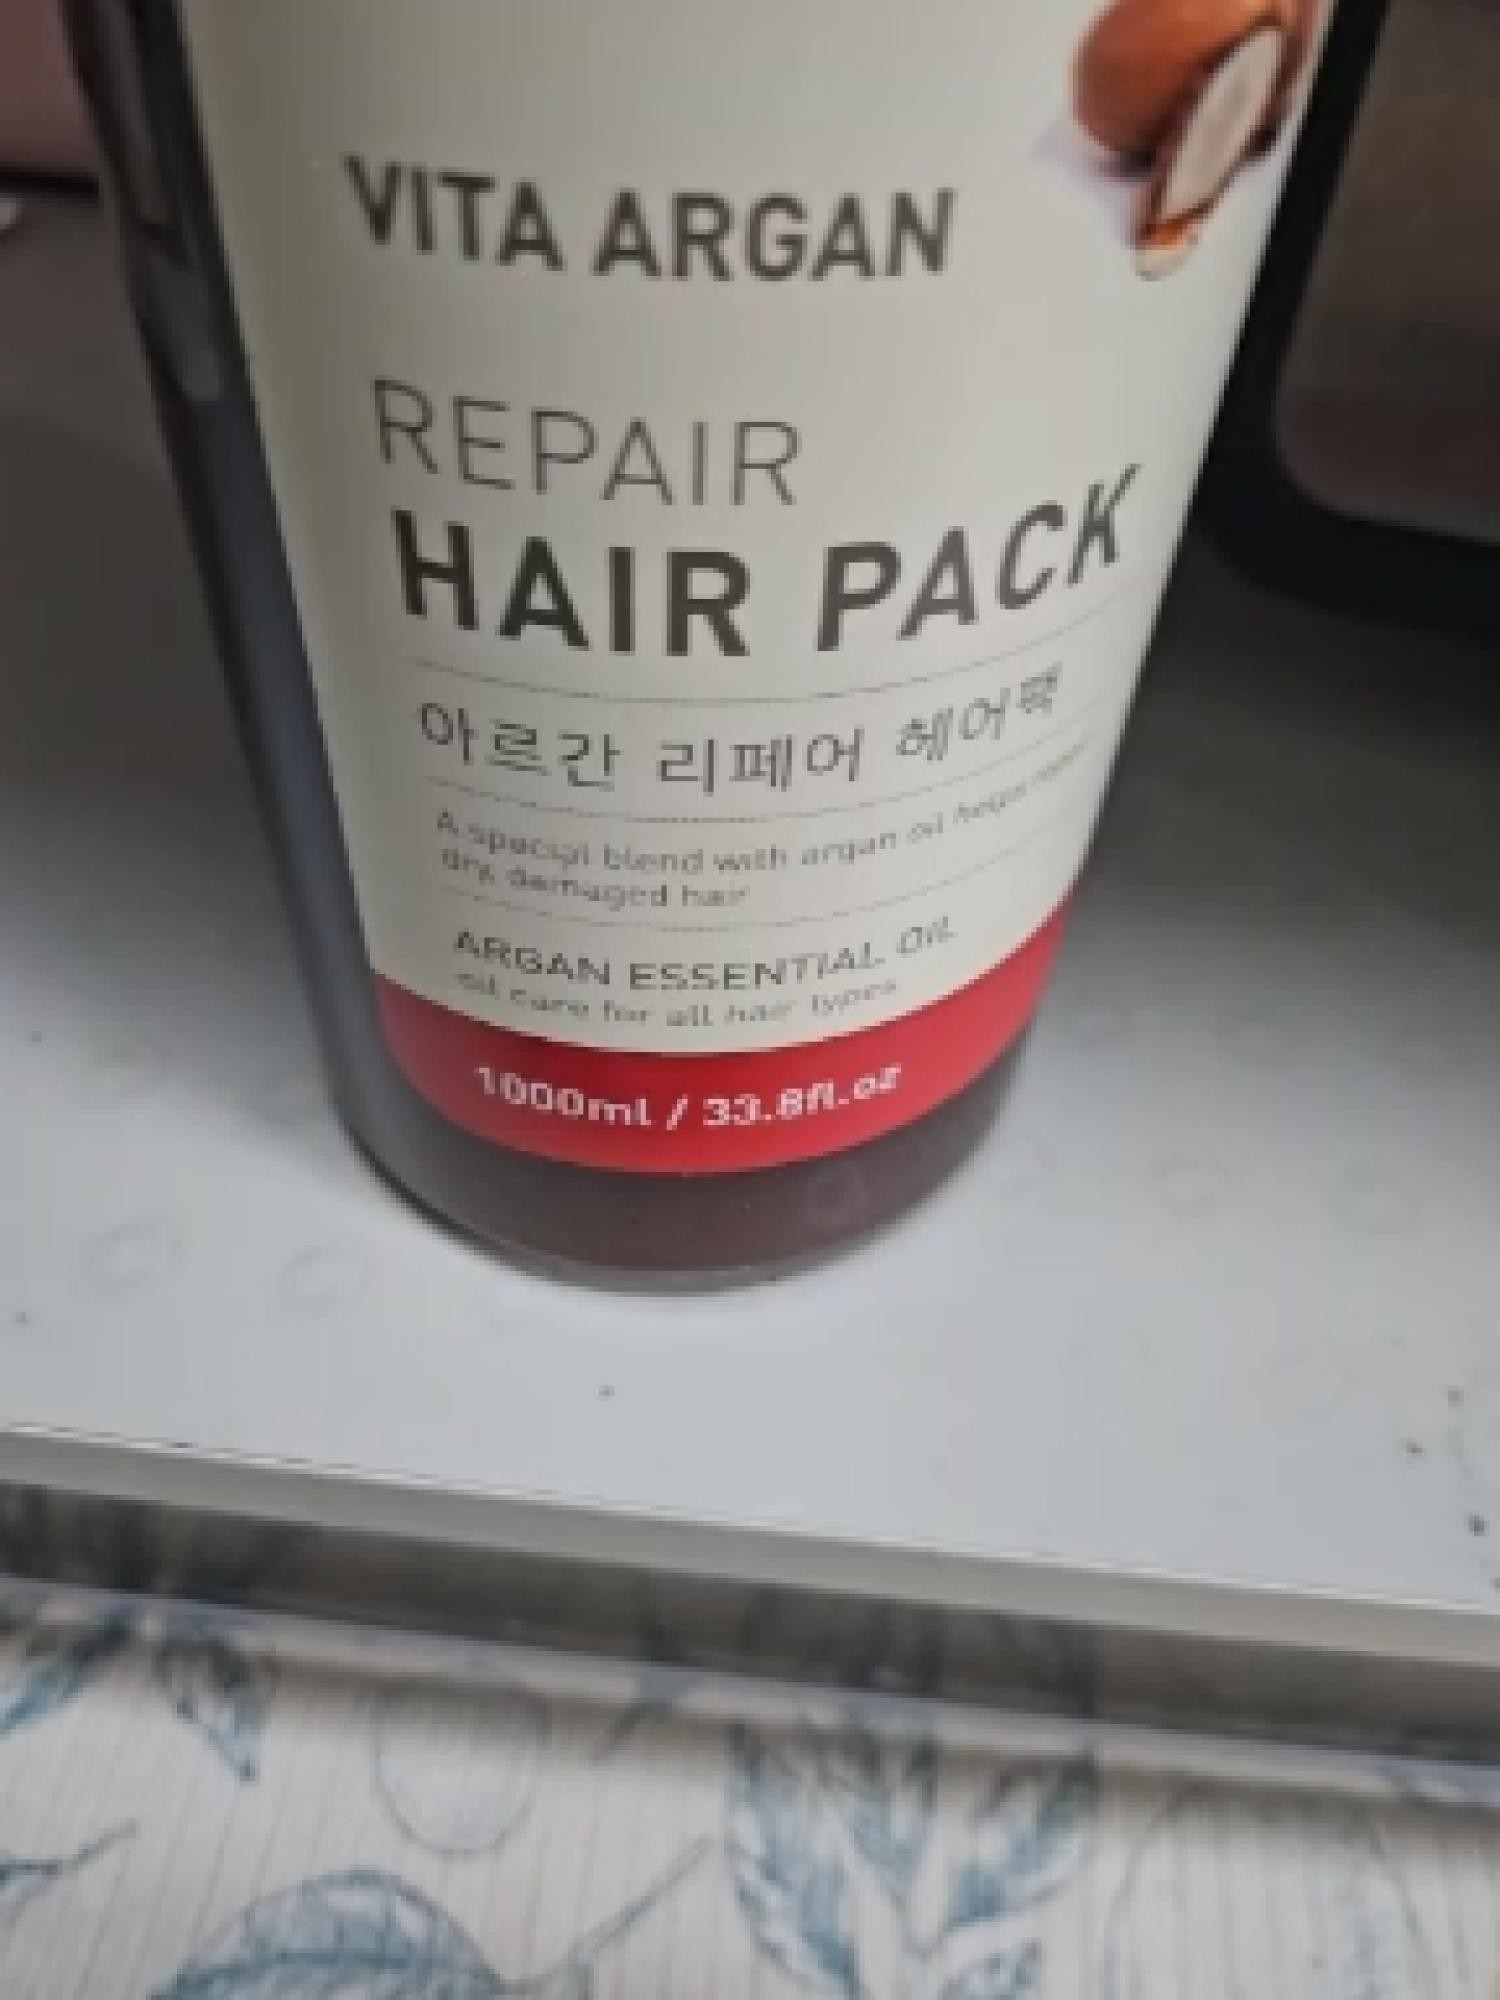 VITA ARGAN
REPAIR
HAIR PACK
아르간 리페어 헤어팩
A special blend with argan oil helps
dry, damaged hair
ARGAN ESSENTIAL OIL
oil care for all hair types
1000ml / 33.8fl.oz